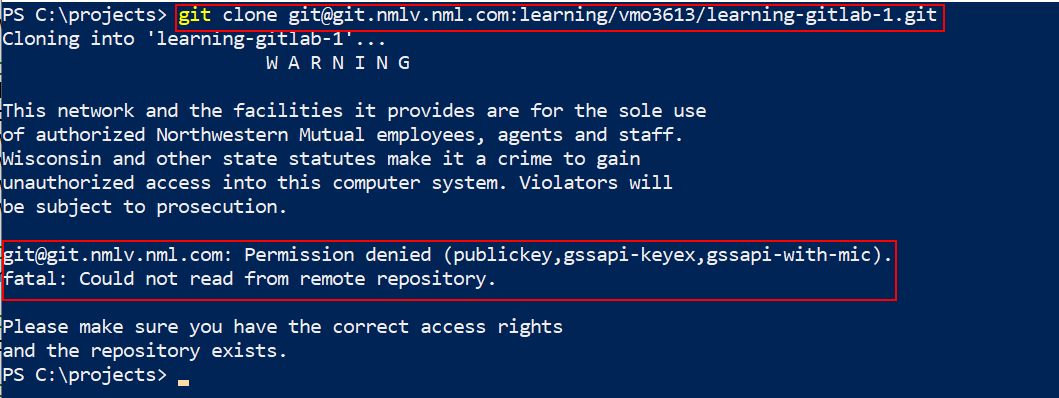 PS C:\projects> git clone git@git.nmlv.nml.com:learning/vmo3613/learning-gitlab-1.git
Cloning into 'learning-gitlab-1'...
W A R N I N G
This network and the facilities it provides are for the sole use
of authorized Northwestern Mutual employees, agents and staff.
Wisconsin and other state statutes make it a crime to gain
unauthorized access into this computer system. Violators will
be subject to prosecution.
git@git.nmlv.nml.com: Permission denied (publickey,gssapi-keyex,gssapi-with-mic).
fatal: Could not read from remote repository.
Please make sure you have the correct access rights
and the repository exists.
PS C:\projects>